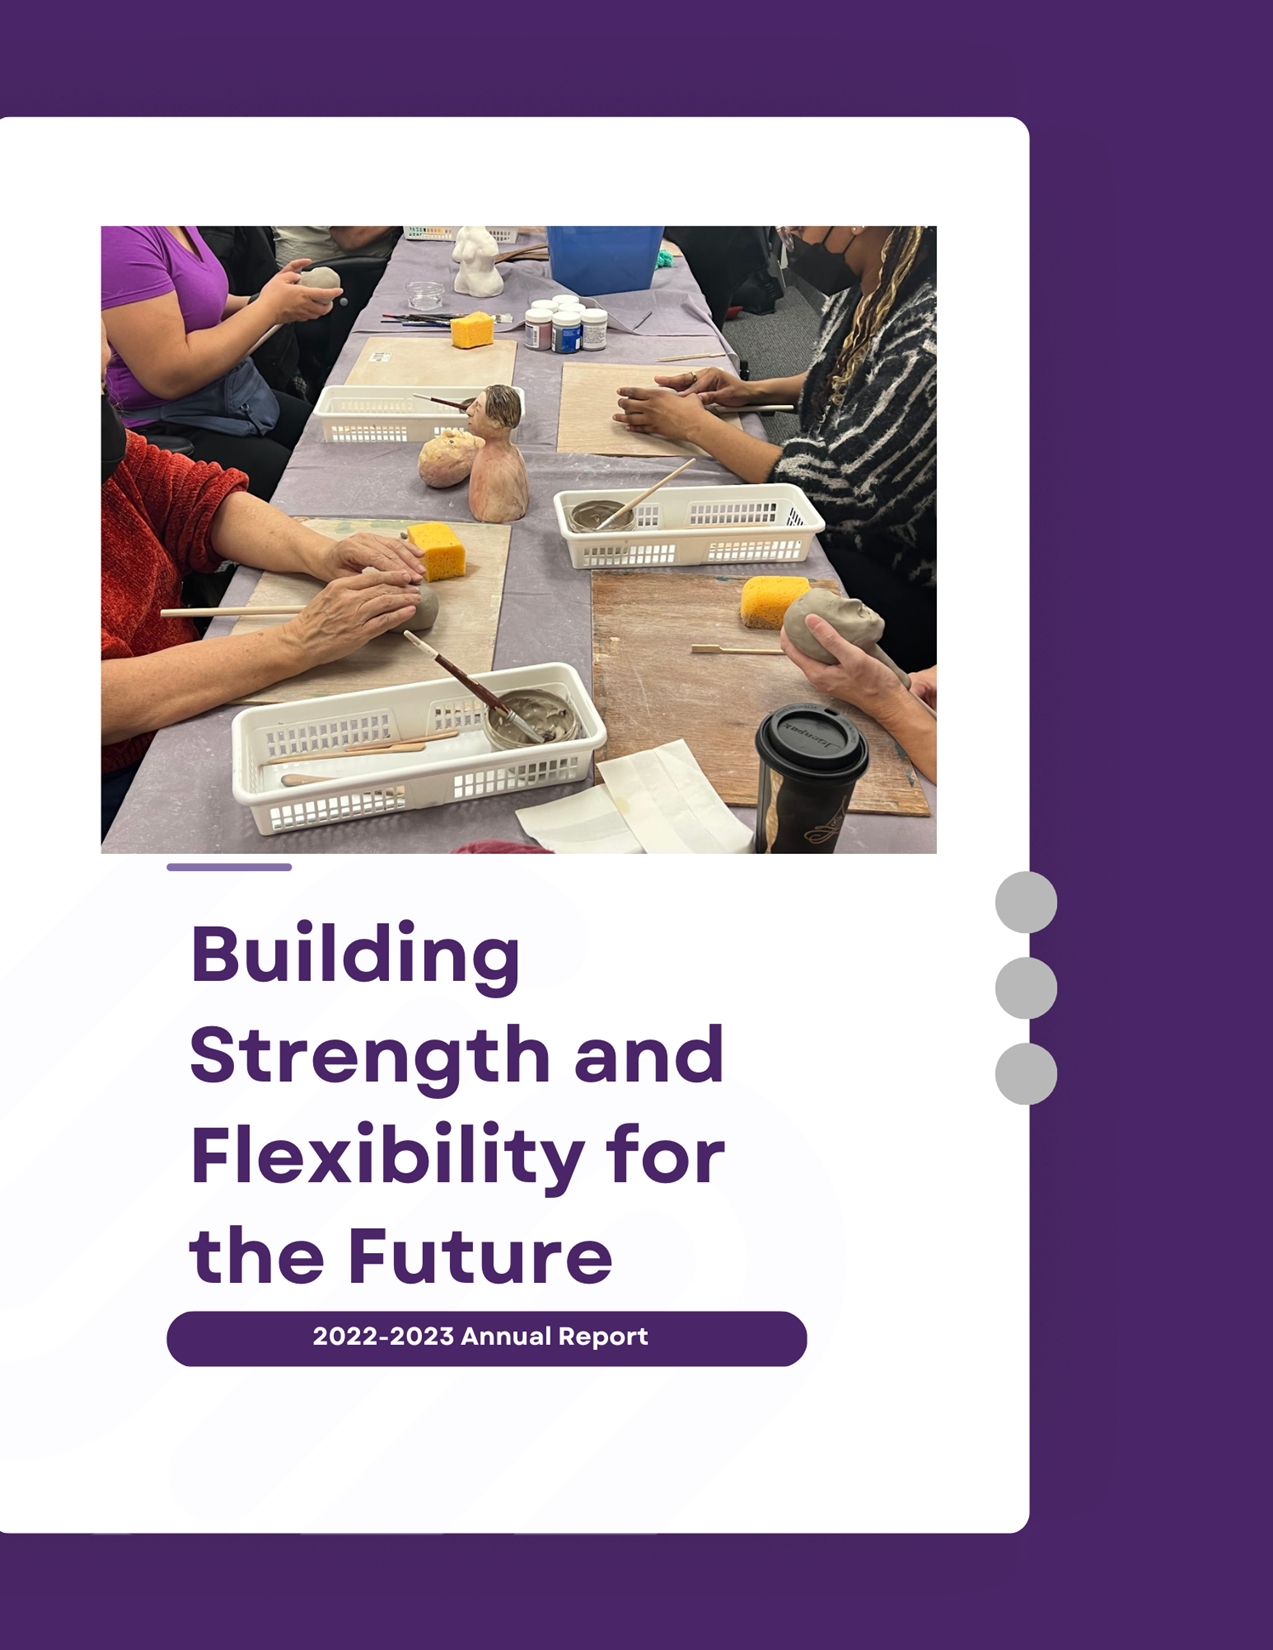 Building
Strength and
Flexibility for
the Future
2022-2023 Annual Report